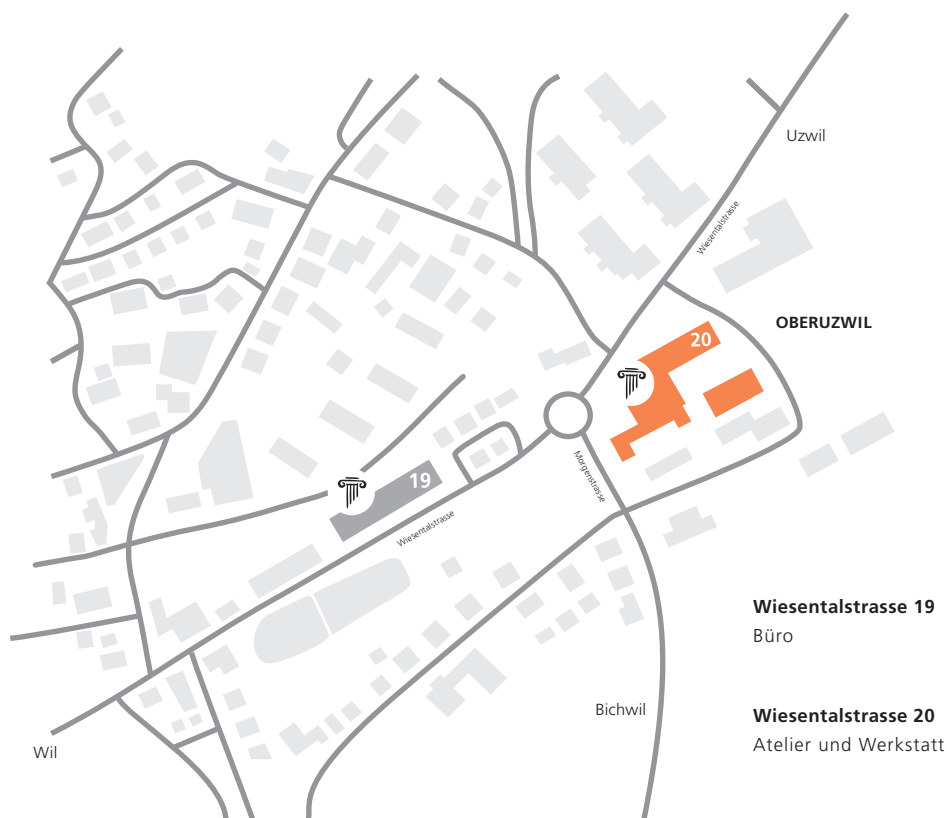 Uzwil
Wiesentalstrasse
OBERUZWIL
20
19
Morgenstrasse
Wiesentalstrasse
Wiesentalstrasse 19
Büro
Bichwil
Wiesentalstrasse 20
Atelier und Werkstatt
Wil